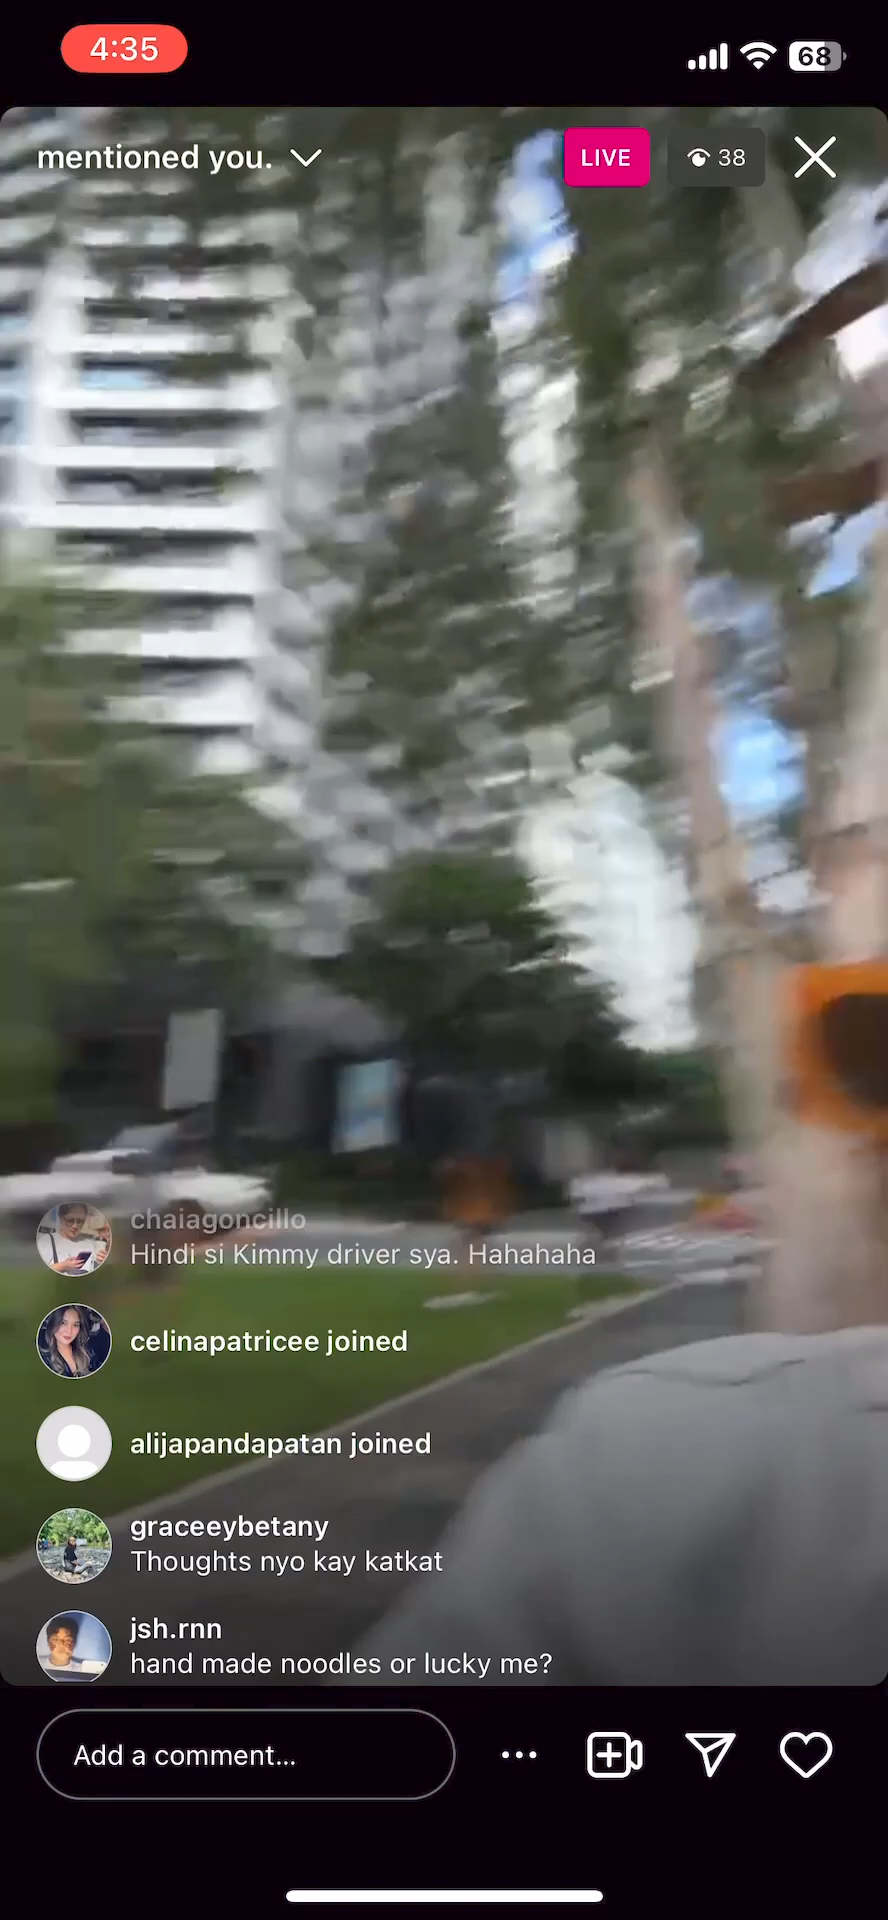 4:35
68
mentioned you.
LIVE
38
chaiagoncillo
Hindi si Kimmy driver sya. Hahahaha
celinapatricee joined
alijapandapatan joined
graceeybetany
Thoughts nyo kay katkat
jsh.rnn
hand made noodles or lucky me?
Add a comment...